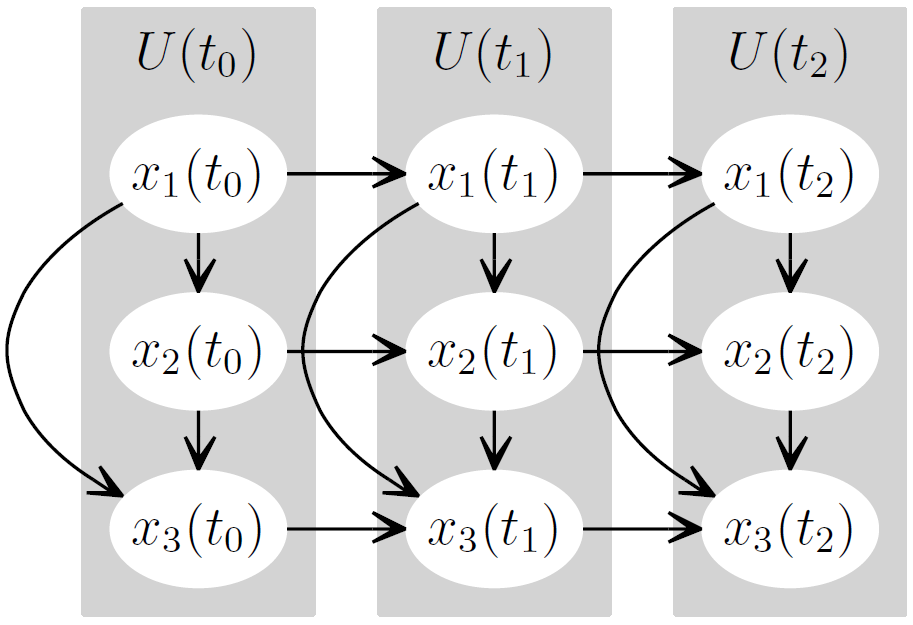 U(t₀) U(t₁) U(t₂)
x₁(t₀) x₁(t₁) x₁(t₂)
x₂(t₀) x₂(t₁) x₂(t₂)
x₃(t₀) x₃(t₁) x₃(t₂)